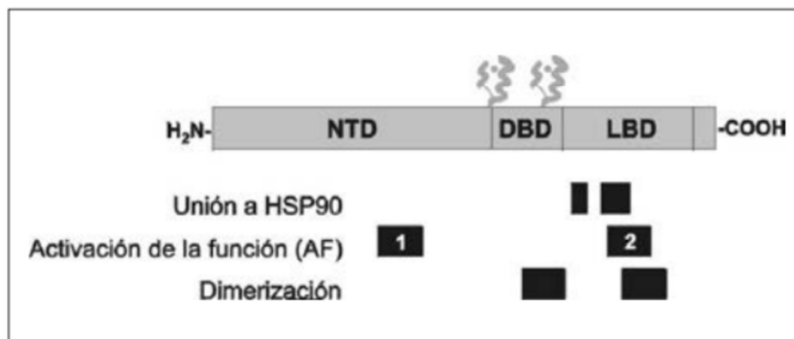 H₂N- NTD DBD LBD -COOH
Unión a HSP90
Activación de la función (AF) 1 2
Dimerización